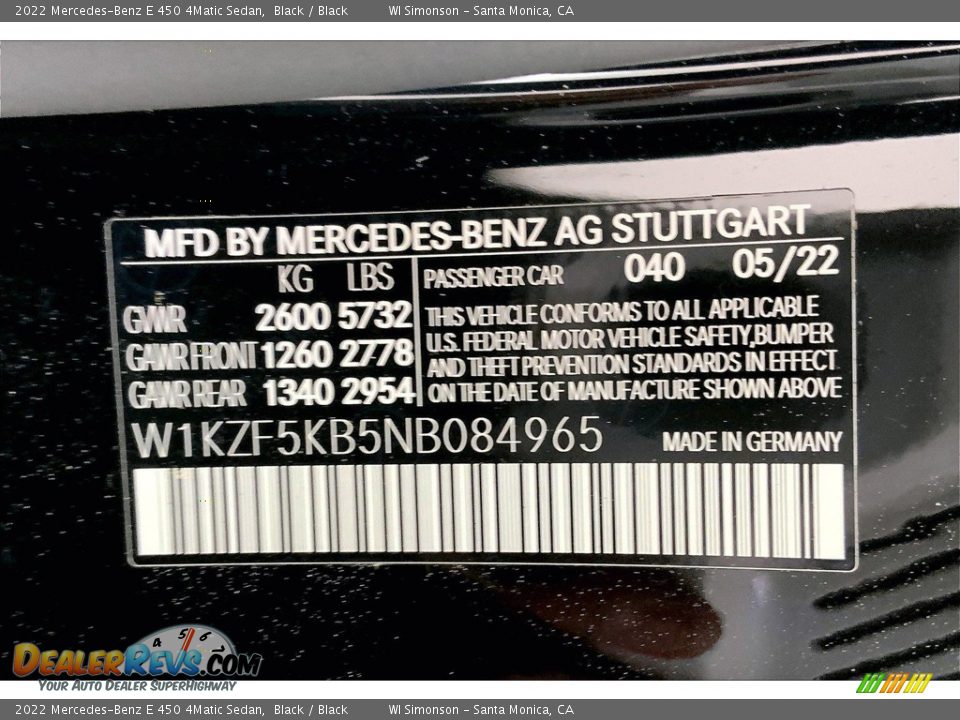 2022 Mercedes-Benz E 450 4Matic Sedan, Black / Black WI Simonson - Santa Monica, CA
MFD BY MERCEDES-BENZ AG STUTTGART
KG LBS
GWR 2600 5732
GAWR FRONT 1260 2778
GAWR REAR 1340 2954
PASSENGER CAR 040 05/22
THIS VEHICLE CONFORMS TO ALL APPLICABLE
U.S. FEDERAL MOTOR VEHICLE SAFETY, BUMPER
AND THEFT PREVENTION STANDARDS IN EFFECT
ON THE DATE OF MANUFACTURE SHOWN ABOVE
W1KZF5KB5NB084965 MADE IN GERMANY
4 5 6
DEALERREVS.COM
YOUR AUTO DEALER SUPERHIGHWAY
2022 Mercedes-Benz E 450 4Matic Sedan, Black / Black WI Simonson - Santa Monica, CA